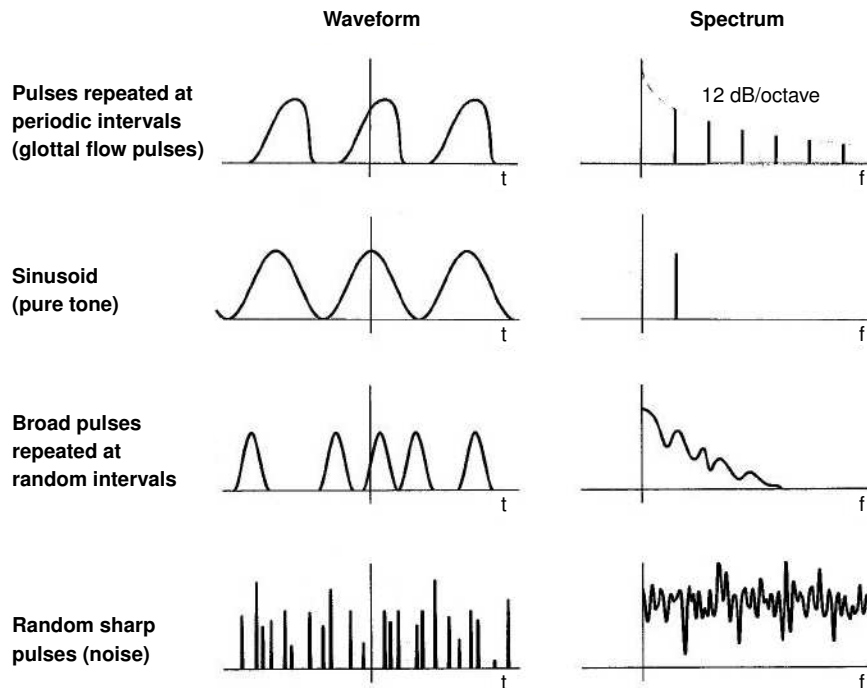 Waveform
Spectrum
Pulses repeated at
periodic intervals
(glottal flow pulses)
t
12 dB/octave
f
Sinusoid
(pure tone)
t
f
Broad pulses
repeated at
random intervals
t
f
Random sharp
pulses (noise)
t
f